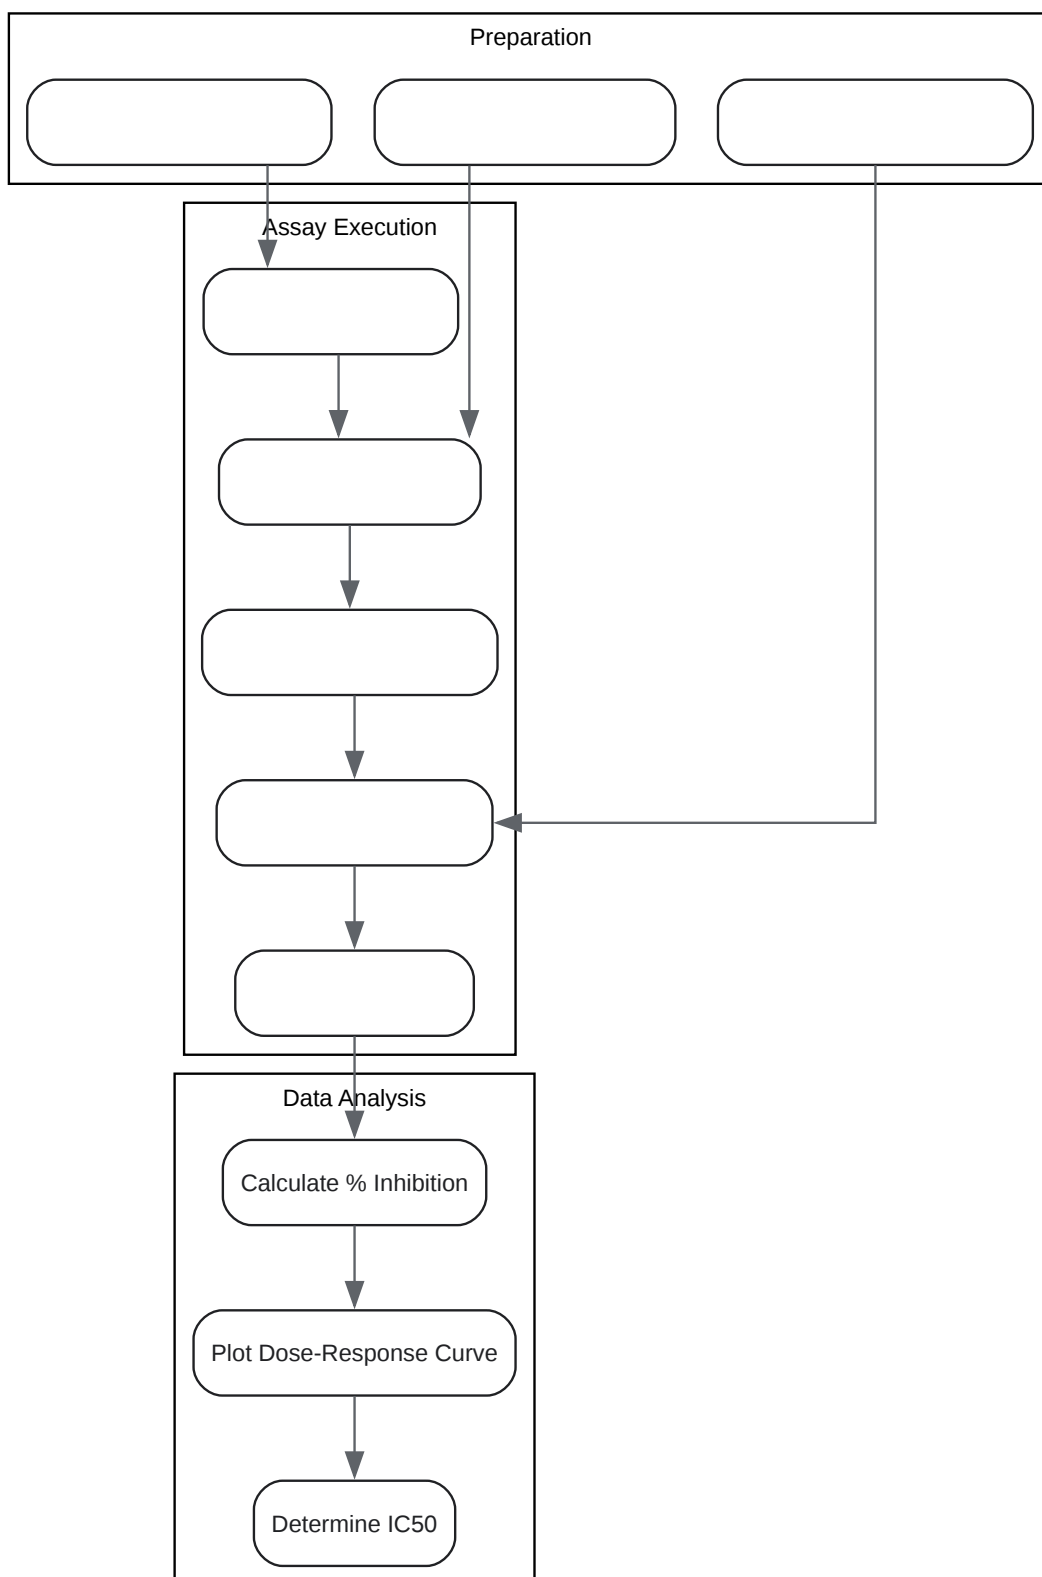 Preparation
Assay Execution
Data Analysis
Calculate % Inhibition
Plot Dose-Response Curve
Determine IC50